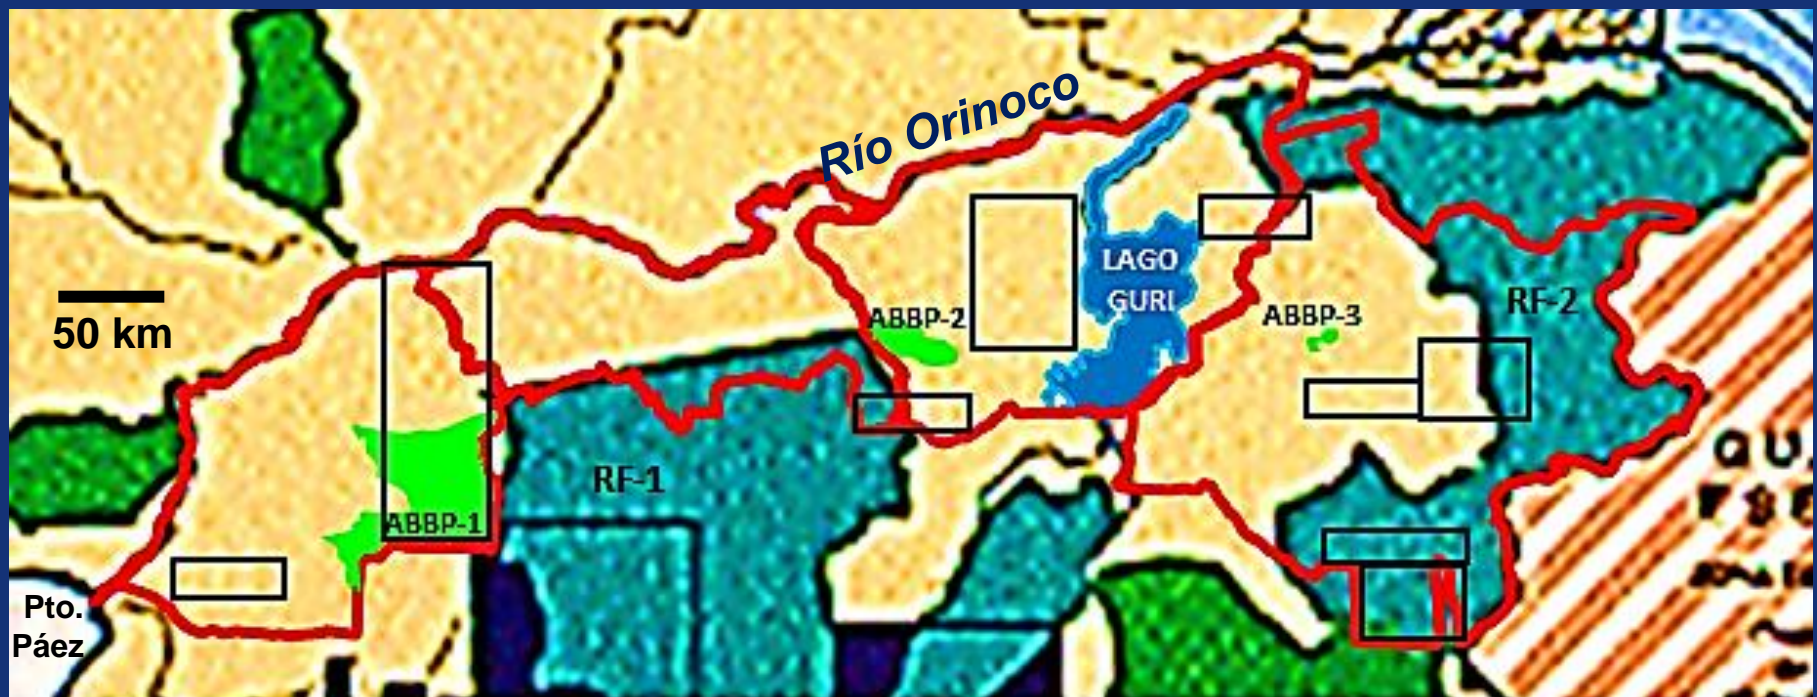 Río Orinoco
LAGO
GURI
50 km
ABBP-2
ABBP-3
RF-2
RF-1
ABBP-1
Pto.
Páez